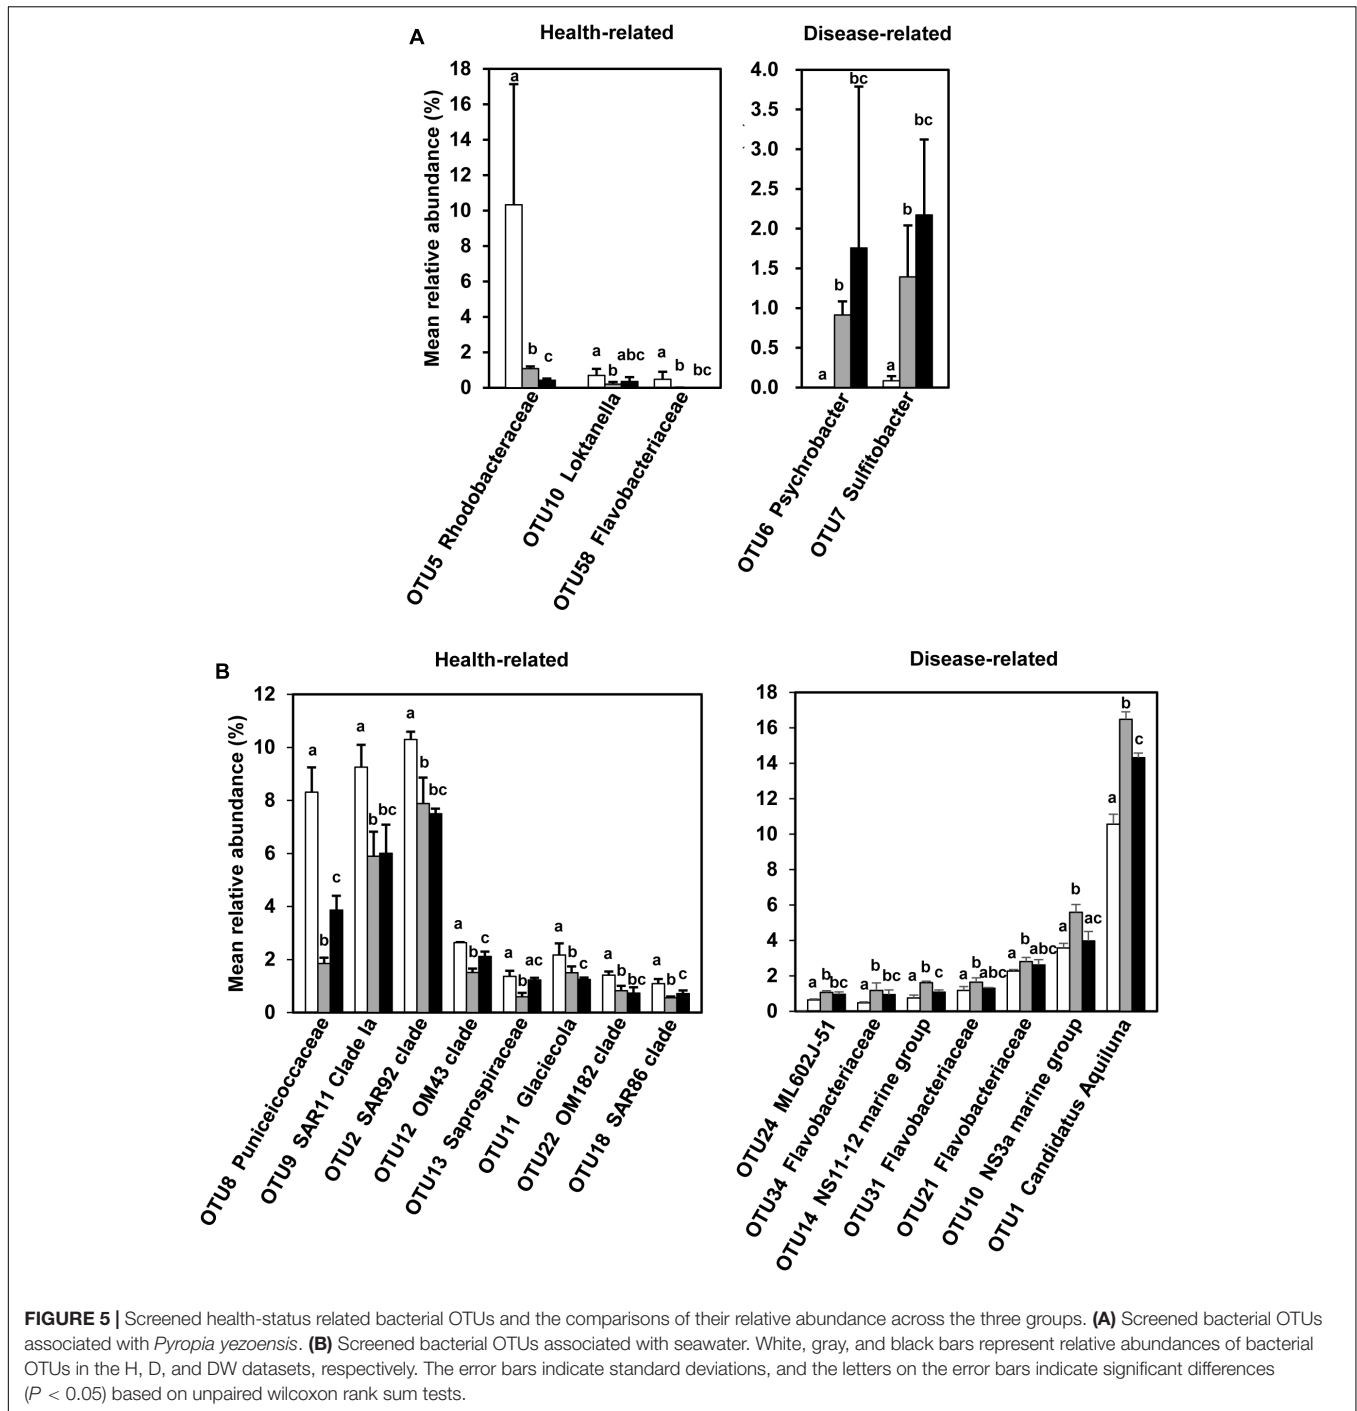 A
Health-related
Disease-related
Mean relative abundance (%)
18
16
14
12
10
8
6
4
2
0
a
b
c
a
b
abc
a
b
bc
OTU5 Rhodobacteraceae
OTU10 Loktanella
OTU58 Flavobacteriaceae
4.0
3.5
3.0
2.5
2.0
1.5
1.0
0.5
0.0
a
b
bc
a
b
bc
OTU6 Psychrobacter
OTU7 Sulfitobacter
B
Health-related
Disease-related
Mean relative abundance (%)
12
10
8
6
4
2
0
a
b
c
a
b
bc
a
b
bc
a
b
c
a
b
ac
a
b
c
a
b
bc
a
b
c
OTU8 Puniceicoccaceae
OTU9 SAR11 Clade Ia
OTU2 SAR92 clade
OTU12 OM43 clade
OTU13 Saprospiraceae
OTU11 Glaciecola
OTU22 OM182 clade
OTU18 SAR86 clade
18
16
14
12
10
8
6
4
2
0
a
b
bc
a
b
bc
a
b
c
a
b
abc
a
b
abc
a
b
ac
a
b
c
OTU24 ML602J-51
OTU34 Flavobacteriaceae
OTU14 NS11-12 marine group
OTU31 Flavobacteriaceae
OTU21 Flavobacteriaceae
OTU10 NS3a marine group
OTU1 Candidatus Aquiluna
FIGURE 5 | Screened health-status related bacterial OTUs and the comparisons of their relative abundance across the three groups. (A) Screened bacterial OTUs
associated with Pyropia yezoensis. (B) Screened bacterial OTUs associated with seawater. White, gray, and black bars represent relative abundances of bacterial
OTUs in the H, D, and DW datasets, respectively. The error bars indicate standard deviations, and the letters on the error bars indicate significant differences
(P < 0.05) based on unpaired wilcoxon rank sum tests.